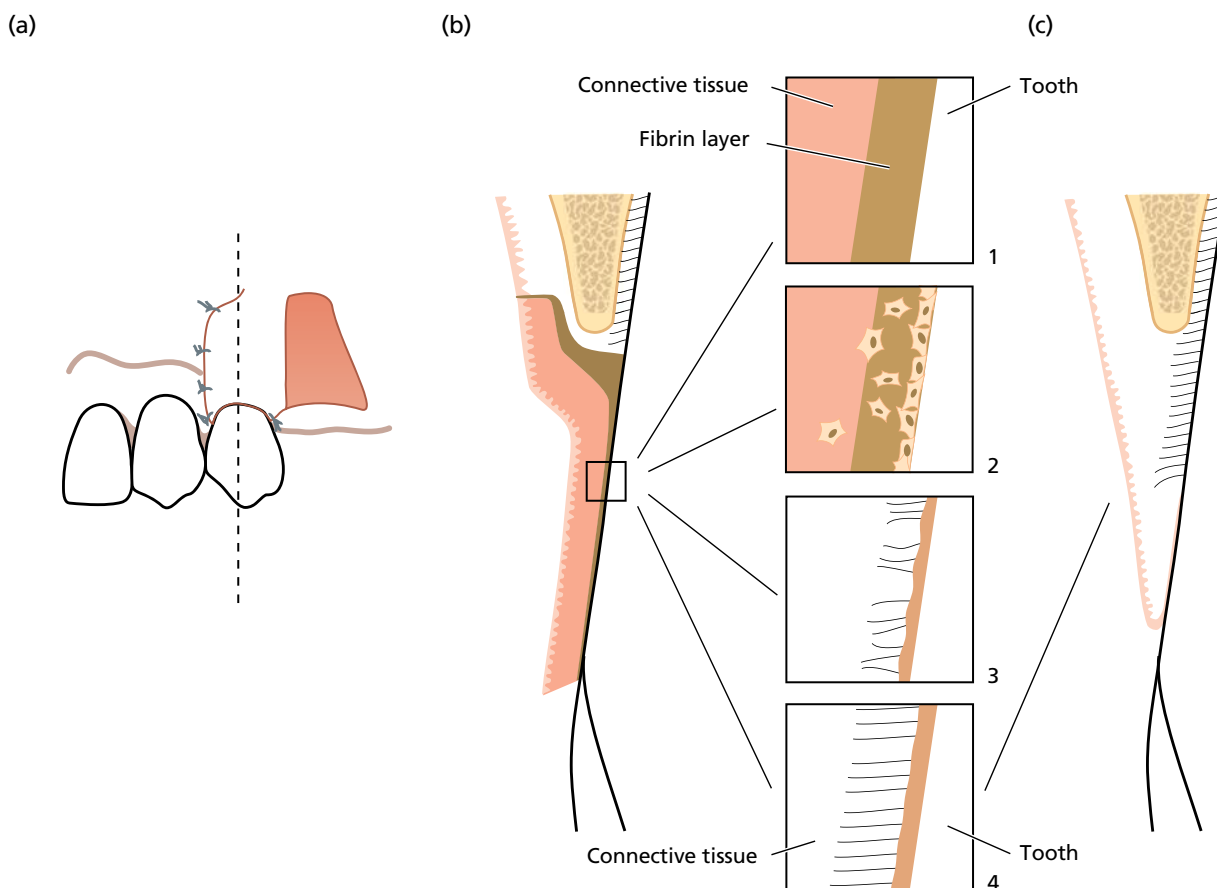 (a)
(b)
(c)
Connective tissue
Tooth
Fibrin layer
1
2
3
Connective tissue
Tooth
4